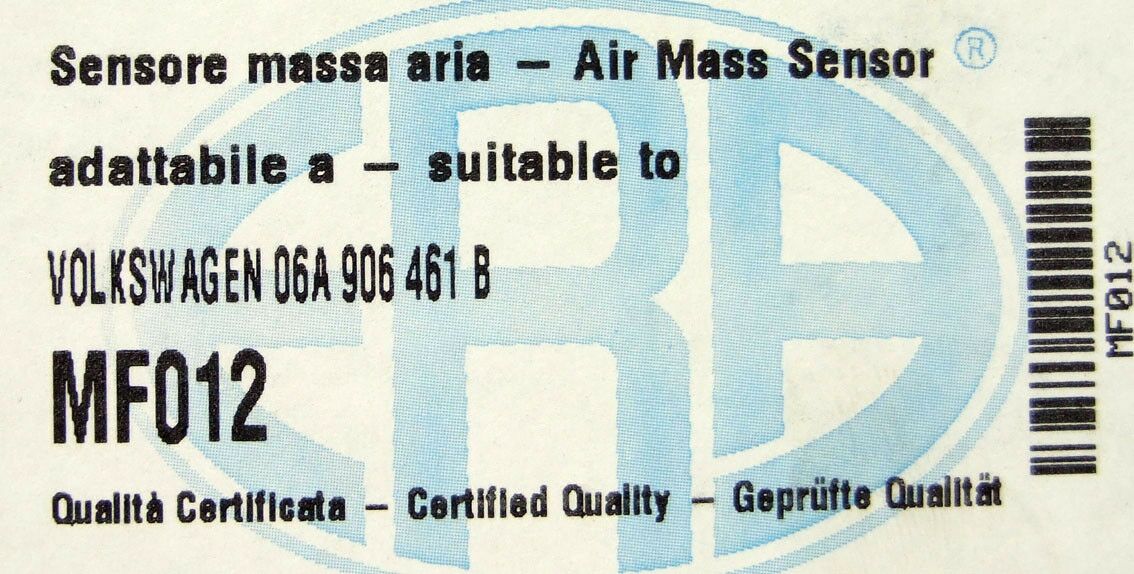 Sensore massa aria – Air Mass Sensor ®
adattabile a – suitable to
VOLKSWAGEN 06A 906 461 B
MF012
Qualità Certificata – Certified Quality – Geprüfte Qualität
MF012